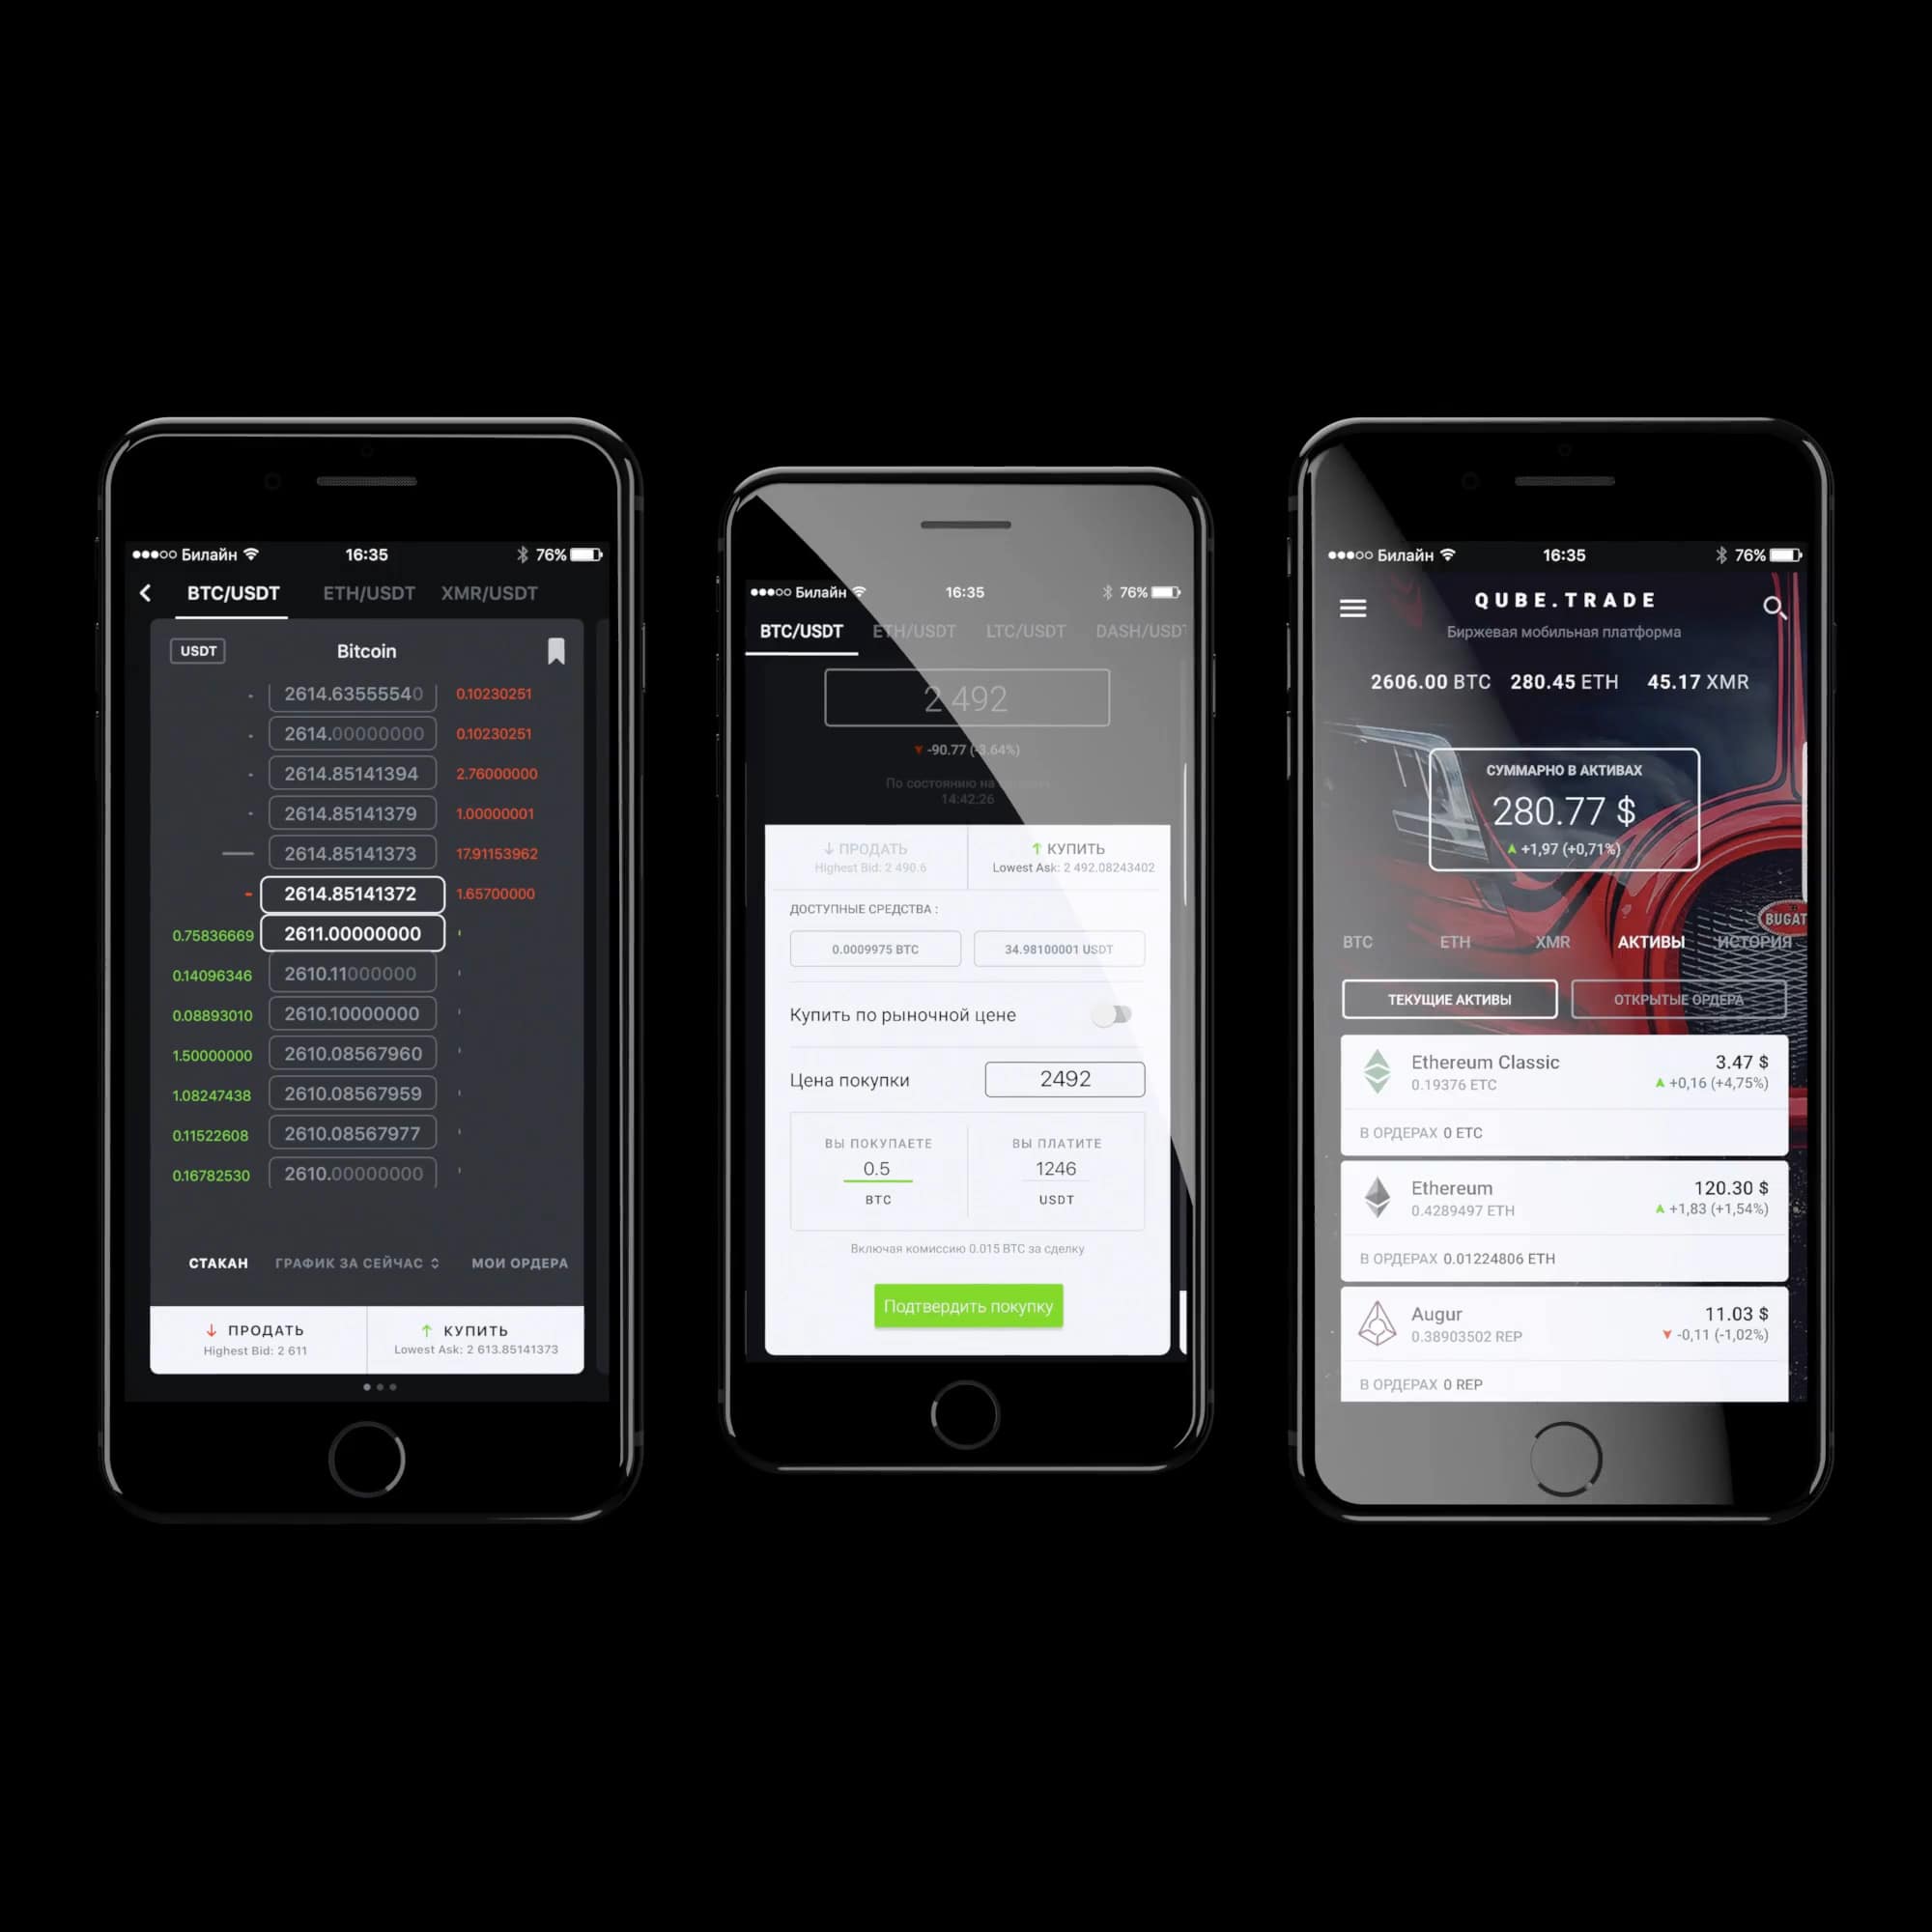 Билайн 16:35 76%
BTC/USDT ETH/USDT XMR/USDT
USDT Bitcoin
- 2614.63555540 0.10230251
- 2614.00000000 0.10230251
- 2614.85141394 2.76000000
- 2614.85141379 1.00000001
2614.85141373 17.91153962
- 2614.85141372 1.65700000
0.75836669 2611.00000000
0.14096346 2610.11000000
0.08893010 2610.10000000
1.50000000 2610.08567960
1.08247438 2610.08567959
0.11522608 2610.08567977
0.16782530 2610.00000000
СТАКАН ГРАФИК ЗА СЕЙЧАС МОИ ОРДЕРА
↓ ПРОДАТЬ ↑ КУПИТЬ
Highest Bid: 2 611 Lowest Ask: 2 613.85141373
Билайн 16:35 76%
BTC/USDT ETH/USDT LTC/USDT DASH/USDT
2 492
-90.77 (-3.64%)
По состоянию на
14:42:26
↓ ПРОДАТЬ ↑ КУПИТЬ
Highest Bid: 2 490.6 Lowest Ask: 2 492.08243402
ДОСТУПНЫЕ СРЕДСТВА :
0.0009975 BTC 34.98100001 USDT
Купить по рыночной цене
Цена покупки 2492
ВЫ ПОКУПАЕТЕ ВЫ ПЛАТИТЕ
0.5 1246
BTC USDT
Включая комиссию 0.015 BTC за сделку
Подтвердить покупку
Билайн 16:35 76%
QUBE.TRADE
Биржевая мобильная платформа
2606.00 BTC 280.45 ETH 45.17 XMR
СУММАРНО В АКТИВАХ
280.77 $
+1,97 (+0,71%)
BUGAT
BTC ETH XMR АКТИВЫ ИСТОРИЯ
ТЕКУЩИЕ АКТИВЫ ОТКРЫТЫЕ ОРДЕРА
Ethereum Classic 3.47 $
0.19376 ETC +0,16 (+4,75%)
В ОРДЕРАХ 0 ETC
Ethereum 120.30 $
0.4289497 ETH +1,83 (+1,54%)
В ОРДЕРАХ 0.01224806 ETH
Augur 11.03 $
0.38903502 REP -0,11 (-1,02%)
В ОРДЕРАХ 0 REP